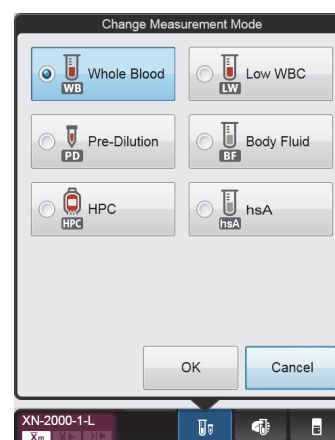 Change Measurement Mode
Whole Blood
WB
Low WBC
LW
Pre-Dilution
PD
Body Fluid
BF
HPC
HPC
hsA
hsA
OK
Cancel
XN-2000-1-L
Xm